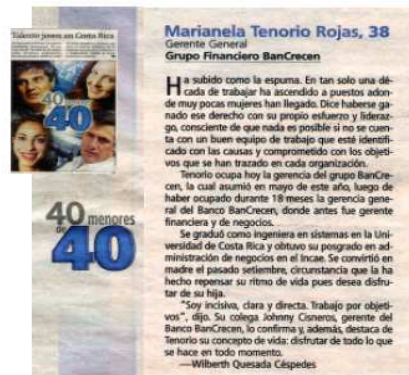 Talento joven en Costa Rica
40
40
40 menores
de
40
Marianela Tenorio Rojas, 38
Gerente General
Grupo Financiero BanCrecen
Ha subido como la espuma. En tan solo una dé-
cada de trabajar ha ascendido a puestos adon-
de muy pocas mujeres han llegado. Dice haberse ga-
nado ese derecho con su propio esfuerzo y lideraz-
go, consciente de que nada es posible si no se cuen-
ta con un buen equipo de trabajo que esté identifi-
cado con las causas y comprometido con los objeti-
vos que se han trazado en cada organización.
Tenorio ocupa hoy la gerencia del grupo BanCre-
cen, la cual asumió en mayo de este año, luego de
haber ocupado durante 18 meses la gerencia gene-
ral del Banco BanCrecen, donde antes fue gerente
financiera y de negocios.
Se graduó como ingeniera en sistemas en la Uni-
versidad de Costa Rica y obtuvo su posgrado en ad-
ministración de negocios en el Incae. Se convirtió en
madre el pasado setiembre, circunstancia que la ha
hecho repensar su ritmo de vida pues desea disfru-
tar de su hija.
"Soy incisiva, clara y directa. Trabajo por objeti-
vos", dijo. Su colega Johnny Cisneros, gerente del
Banco BanCrecen, lo confirma y, además, destaca de
Tenorio su concepto de vida: disfrutar de todo lo que
se hace en todo momento.
—Wilberth Quesada Céspedes